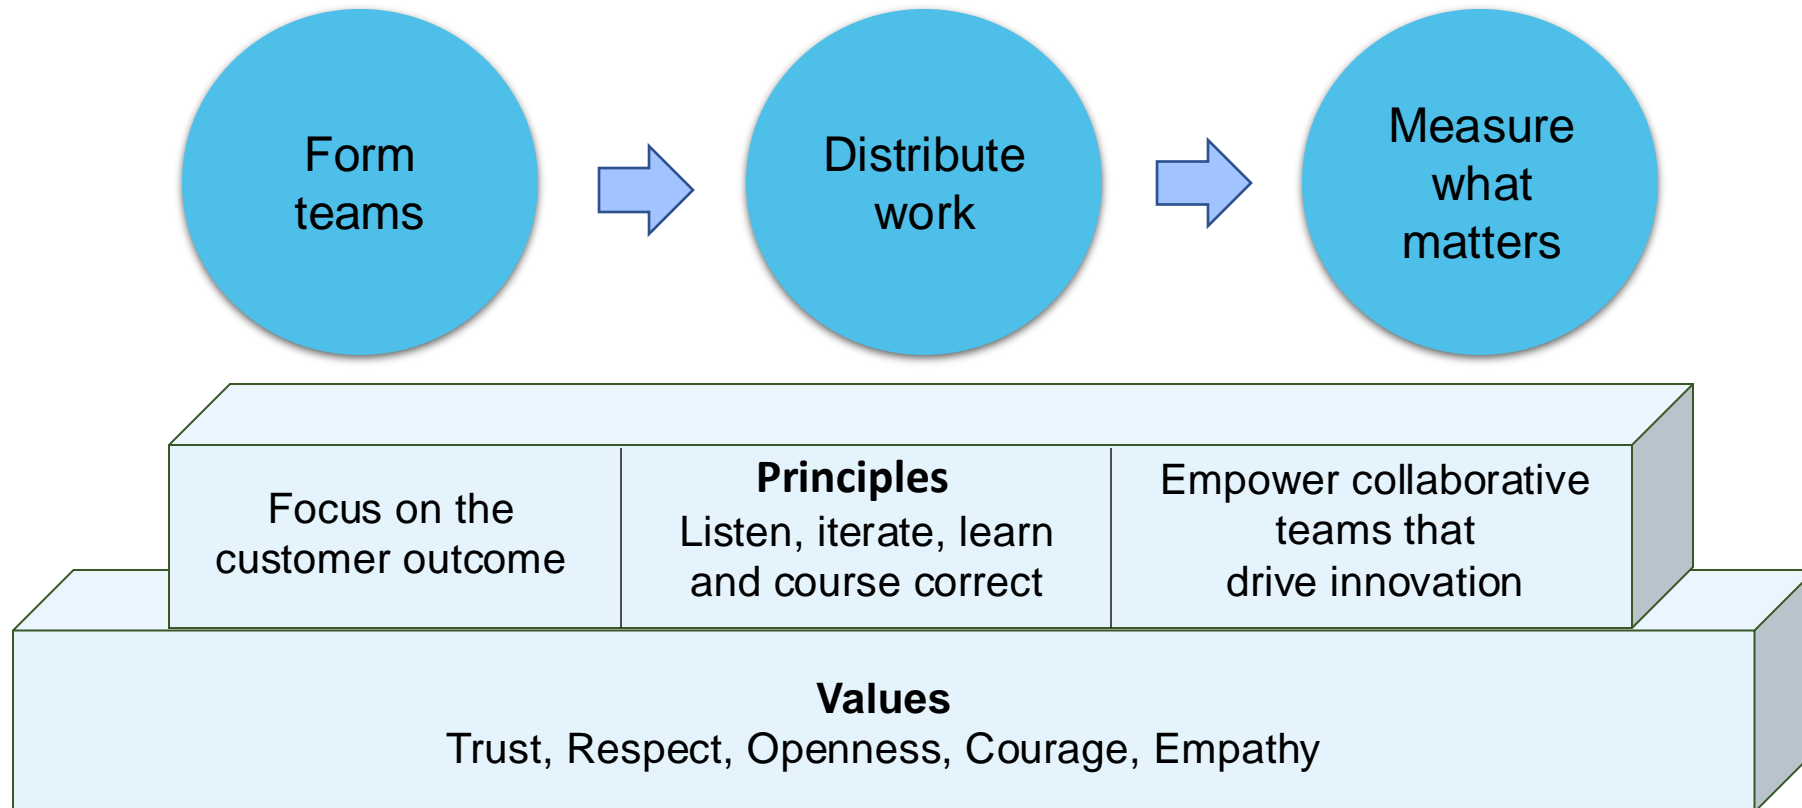 Form
teams
Distribute
work
Measure
what
matters
Focus on the
customer outcome
Principles
Listen, iterate, learn
and course correct
Empower collaborative
teams that
drive innovation
Values
Trust, Respect, Openness, Courage, Empathy